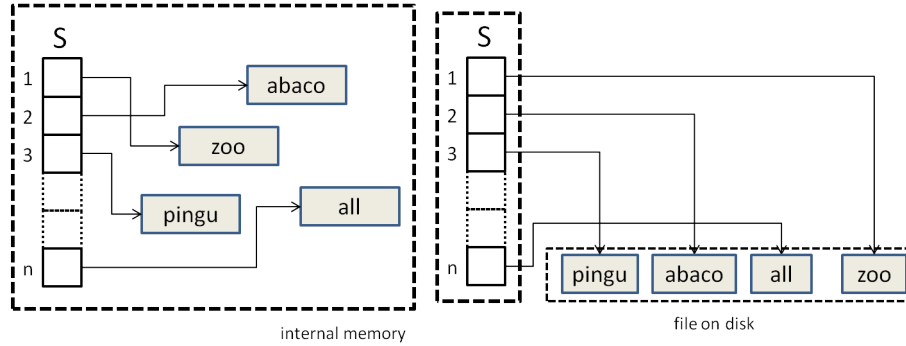 S
1
2
3
n
abaco
zoo
pingu
all
internal memory
S
1
2
3
n
pingu abaco all zoo
file on disk